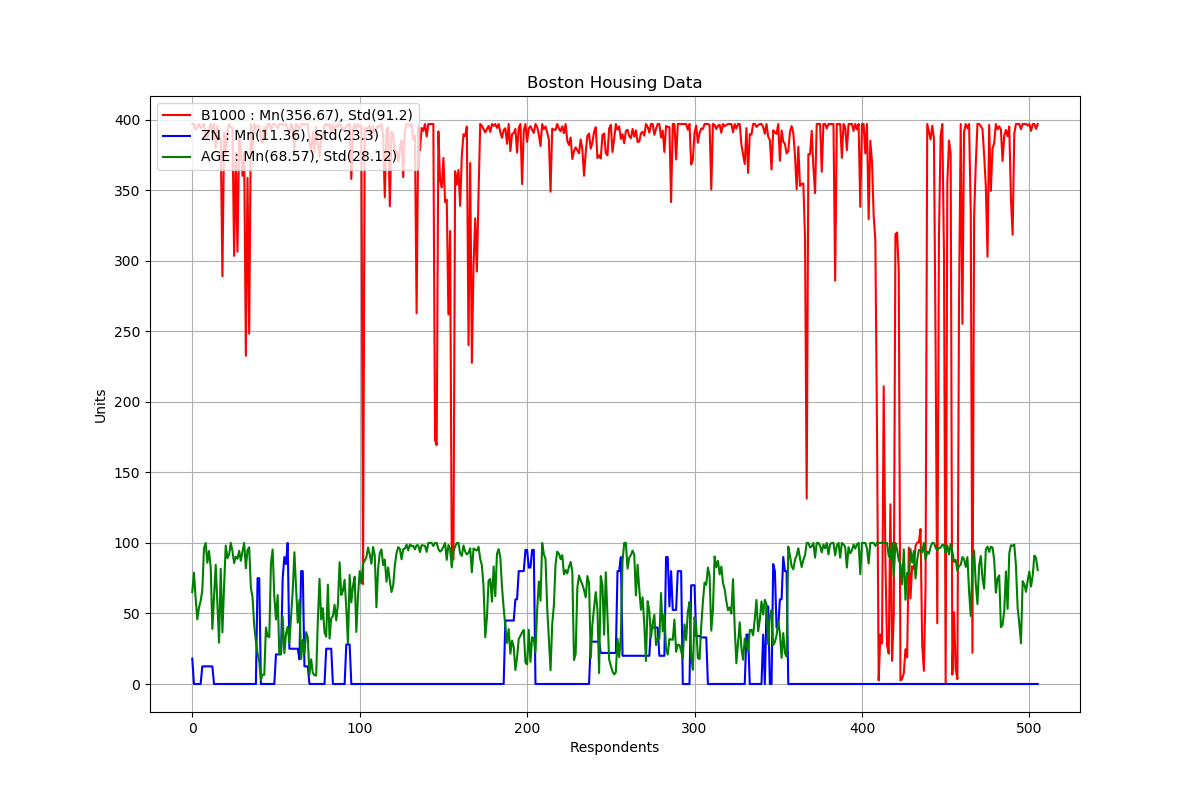 Boston Housing Data
B1000 : Mn(356.67), Std(91.2)
ZN : Mn(11.36), Std(23.3)
AGE : Mn(68.57), Std(28.12)
400
350
300
250
200
150
100
50
0
Units
0 100 200 300 400 500
Respondents